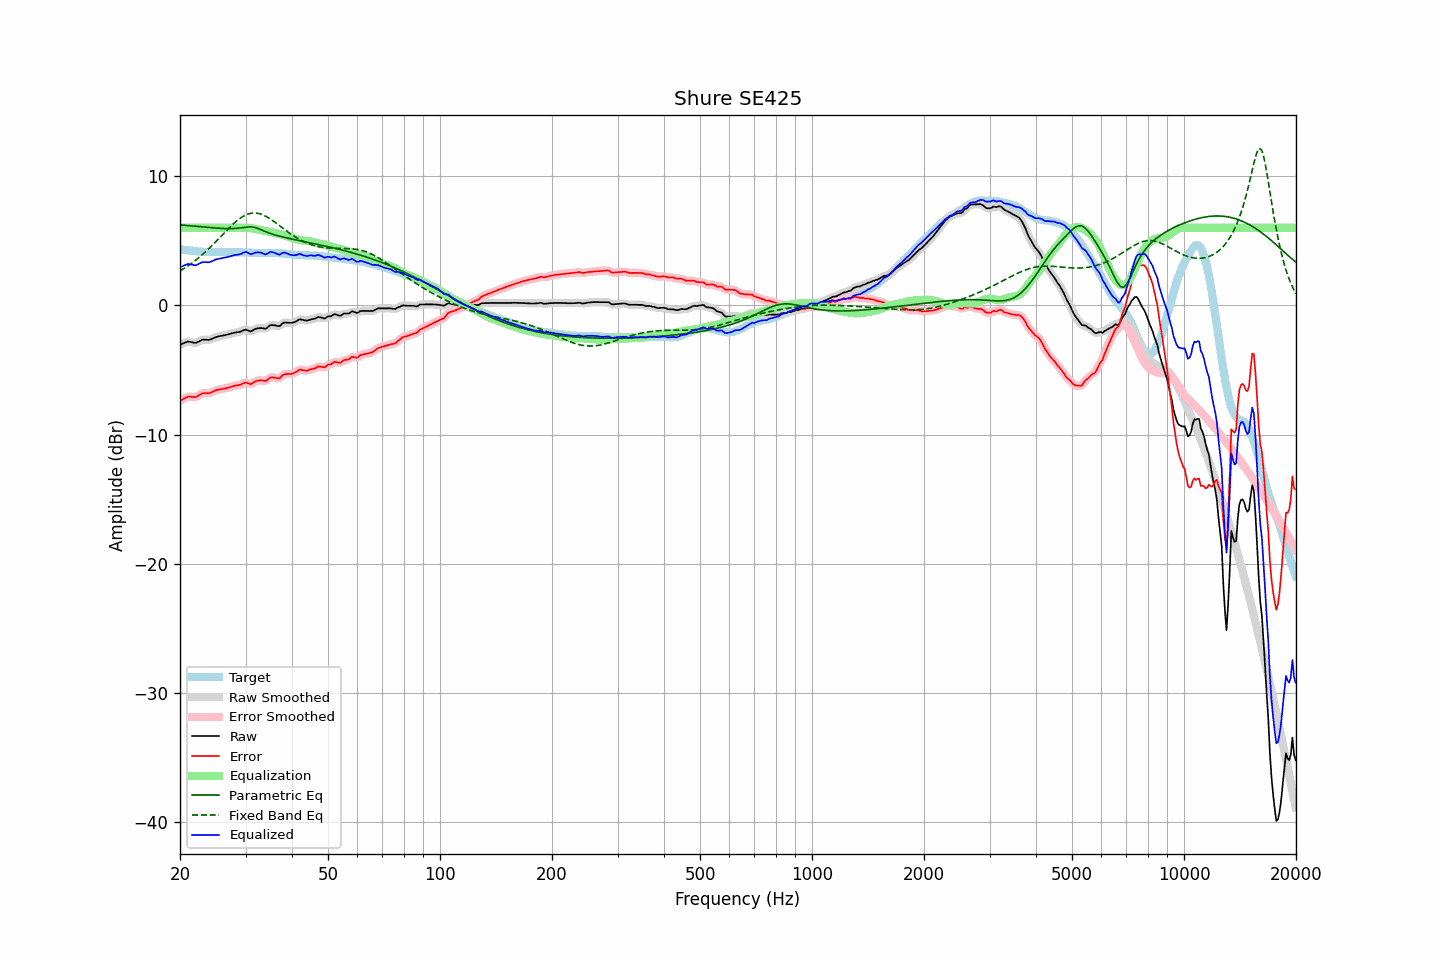 Shure SE425
Amplitude (dBr)
10
0
−10
−20
−30
−40
Target
Raw Smoothed
Error Smoothed
Raw
Error
Equalization
Parametric Eq
Fixed Band Eq
Equalized
20 50 100 200 500 1000 2000 5000 10000 20000
Frequency (Hz)